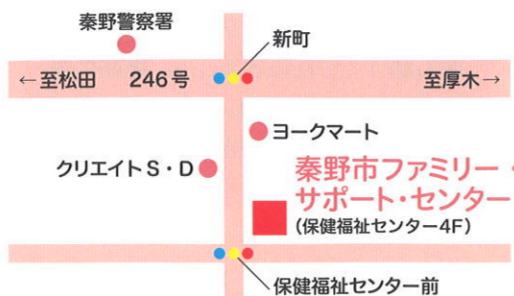 秦野警察署
新町
←至松田 246号 至厚木→
ヨークマート
クリエイトS・D
秦野市ファミリー・
サポート・センター
(保健福祉センター4F)
保健福祉センター前